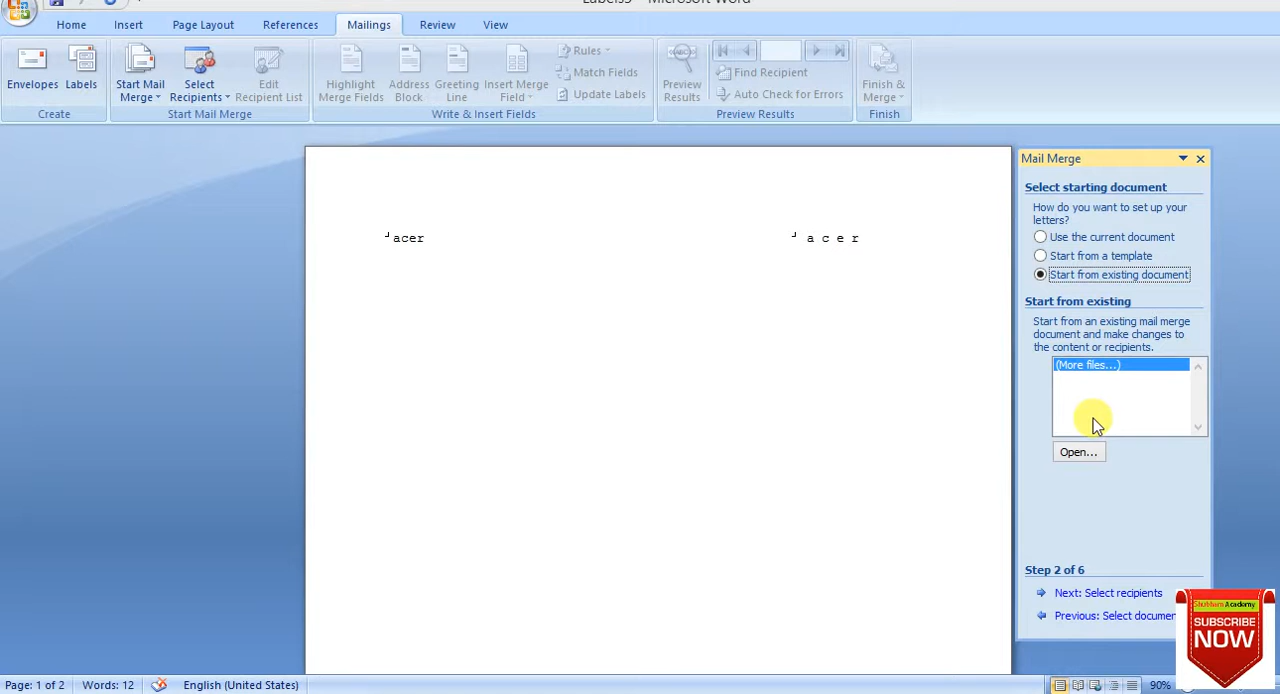 Labels5 - Microsoft Word
Home Insert Page Layout References Mailings Review View
Envelopes Labels
Create
Start Mail Merge
Select Recipients
Edit Recipient List
Start Mail Merge
Highlight Merge Fields
Address Block
Greeting Line
Insert Merge Field
Rules
Match Fields
Update Labels
Write & Insert Fields
Preview Results
Find Recipient
Auto Check for Errors
Preview Results
Finish & Merge
Finish
Mail Merge
Select starting document
How do you want to set up your
letters?
Use the current document
Start from a template
Start from existing document
Start from existing
Start from an existing mail merge
document and make changes to
the content or recipients.
(More files...)
Open...
Step 2 of 6
Next: Select recipients
Previous: Select documen
acer a c e r
Shubham Academy
SUBSCRIBE
NOW
Page: 1 of 2 Words: 12 English (United States) 90%